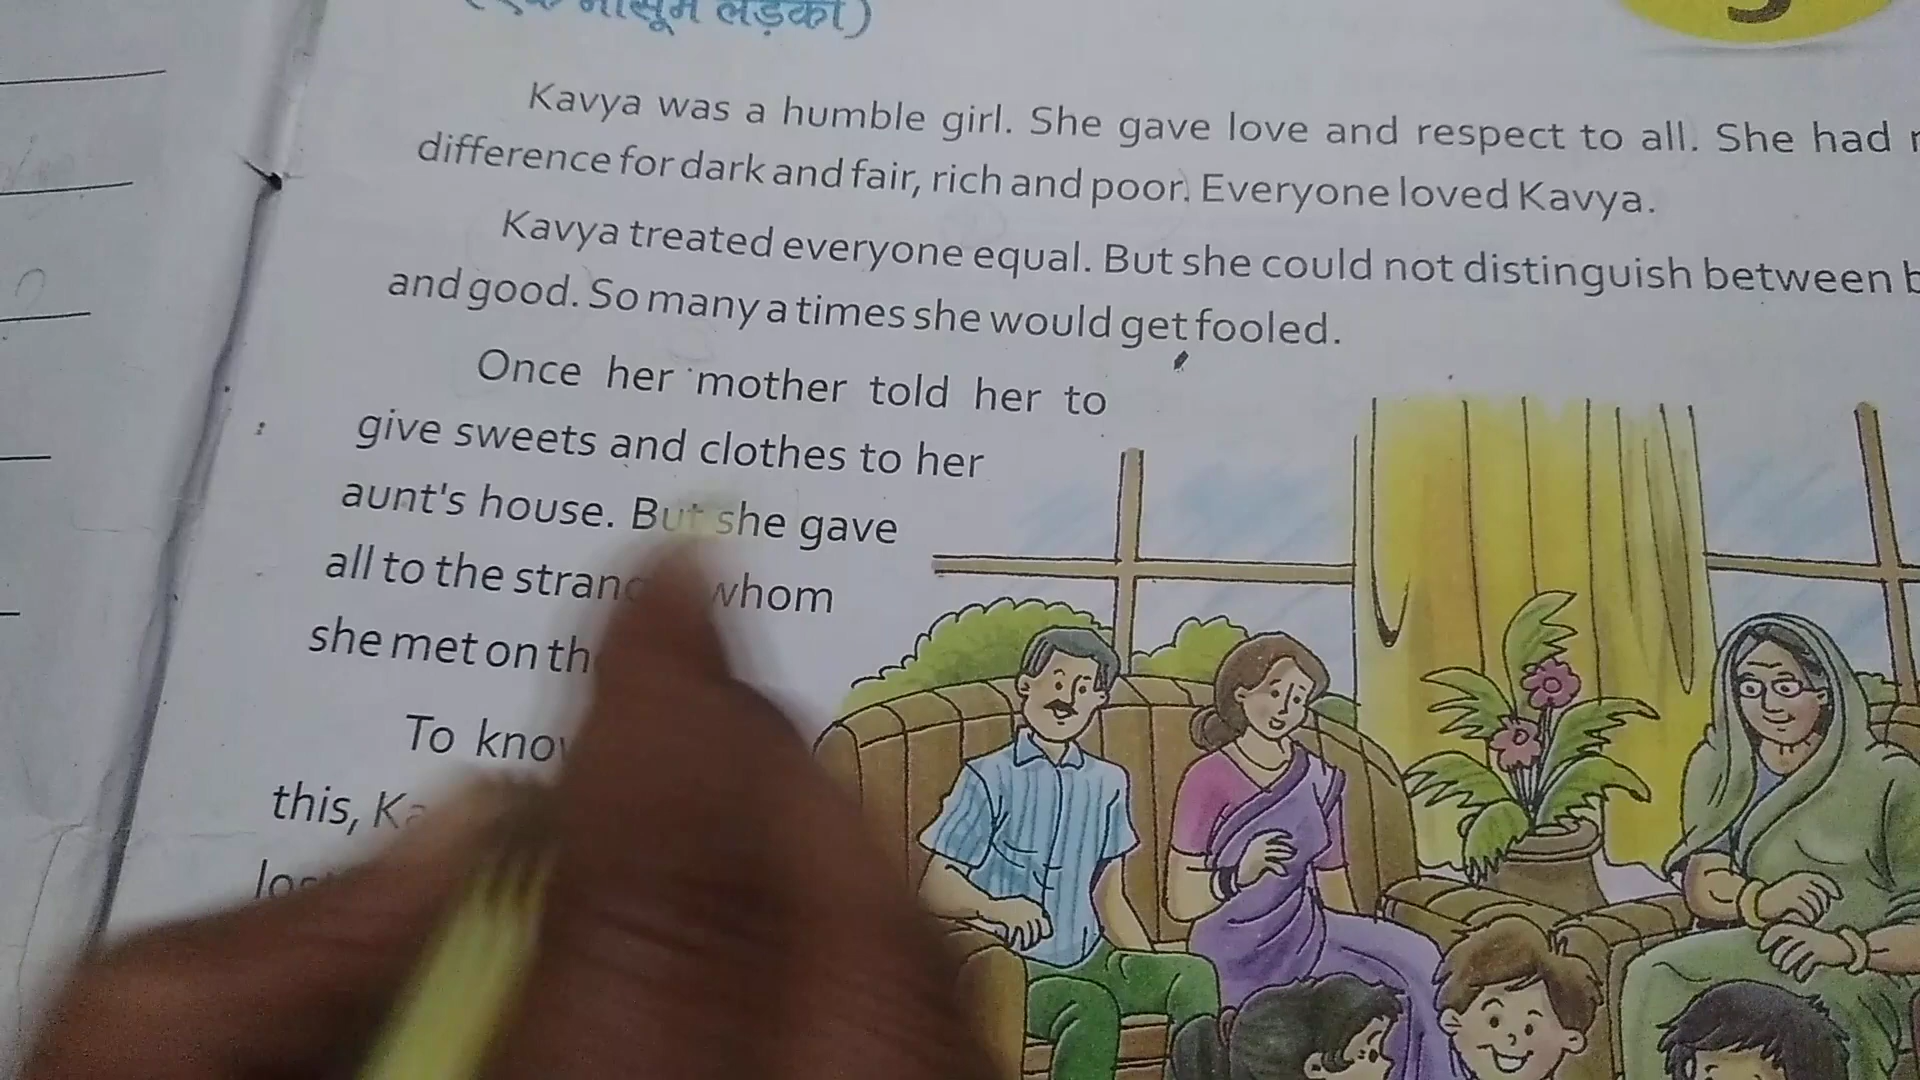 मासूम लड़की)
Kavya was a humble girl. She gave love and respect to all. She had
difference for dark and fair, rich and poor. Everyone loved Kavya.
Kavya treated everyone equal. But she could not distinguish between
and good. So many a times she would get fooled.
Once her mother told her to
give sweets and clothes to her
aunt's house. But she gave
all to the whom
she met on
To
this,